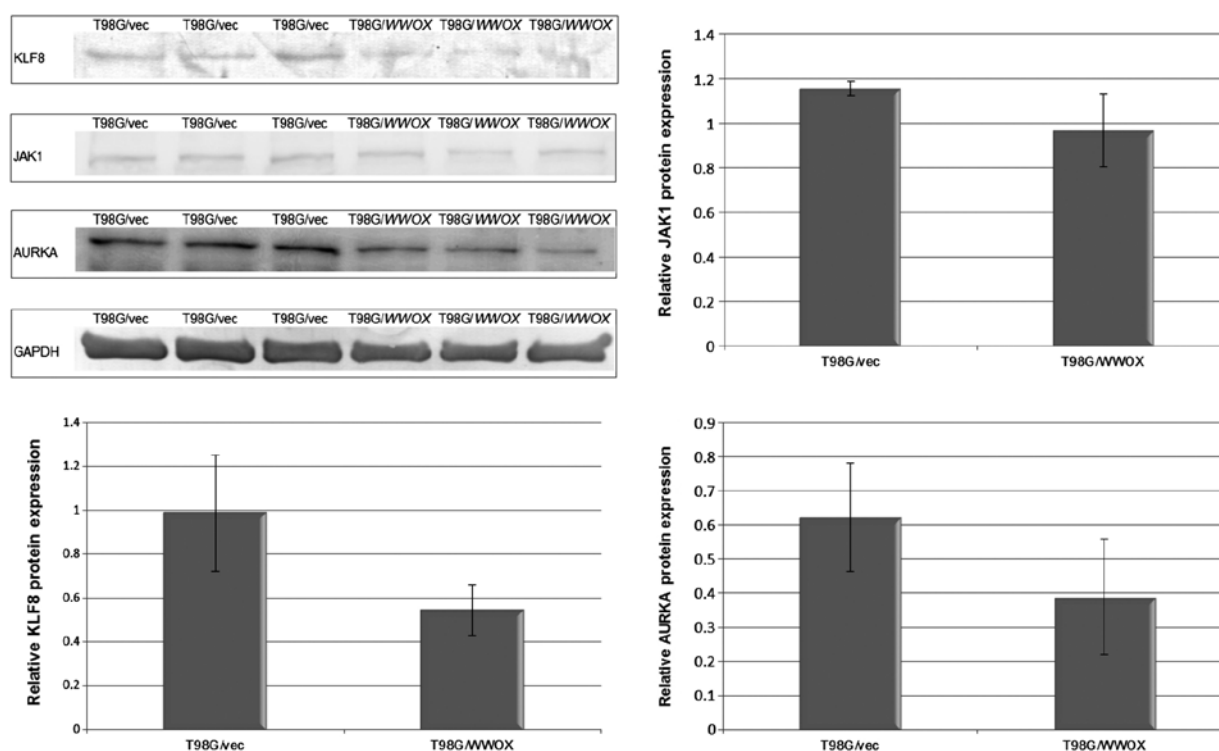 T98G/vec T98G/vec T98G/vec T98G/WWOX T98G/WWOX T98G/WWOX
KLF8
T98G/vec T98G/vec T98G/vec T98G/WWOX T98G/WWOX T98G/WWOX
JAK1
T98G/vec T98G/vec T98G/vec T98G/WWOX T98G/WWOX T98G/WWOX
AURKA
T98G/vec T98G/vec T98G/vec T98G/WWOX T98G/WWOX T98G/WWOX
GAPDH
Relative JAK1 protein expression
1.4
1.2
1
0.8
0.6
0.4
0.2
0
T98G/vec T98G/WWOX
Relative KLF8 protein expression
1.4
1.2
1
0.8
0.6
0.4
0.2
0
T98G/vec T98G/WWOX
Relative AURKA protein expression
0.9
0.8
0.7
0.6
0.5
0.4
0.3
0.2
0.1
0
T98G/vec T98G/WWOX